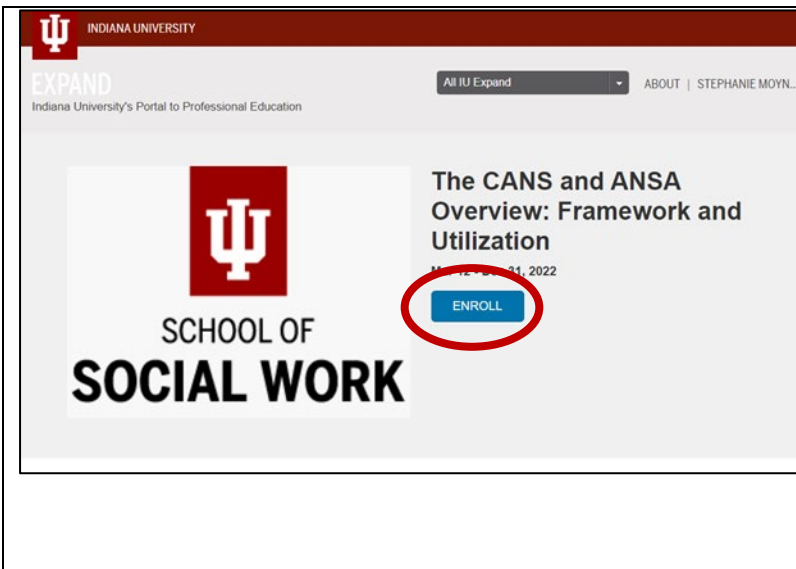 INDIANA UNIVERSITY
EXPAND
Indiana University's Portal to Professional Education
All IU Expand
ABOUT | STEPHANIE MOYN...
The CANS and ANSA
Overview: Framework and
Utilization
31, 2022
ENROLL
SCHOOL OF
SOCIAL WORK